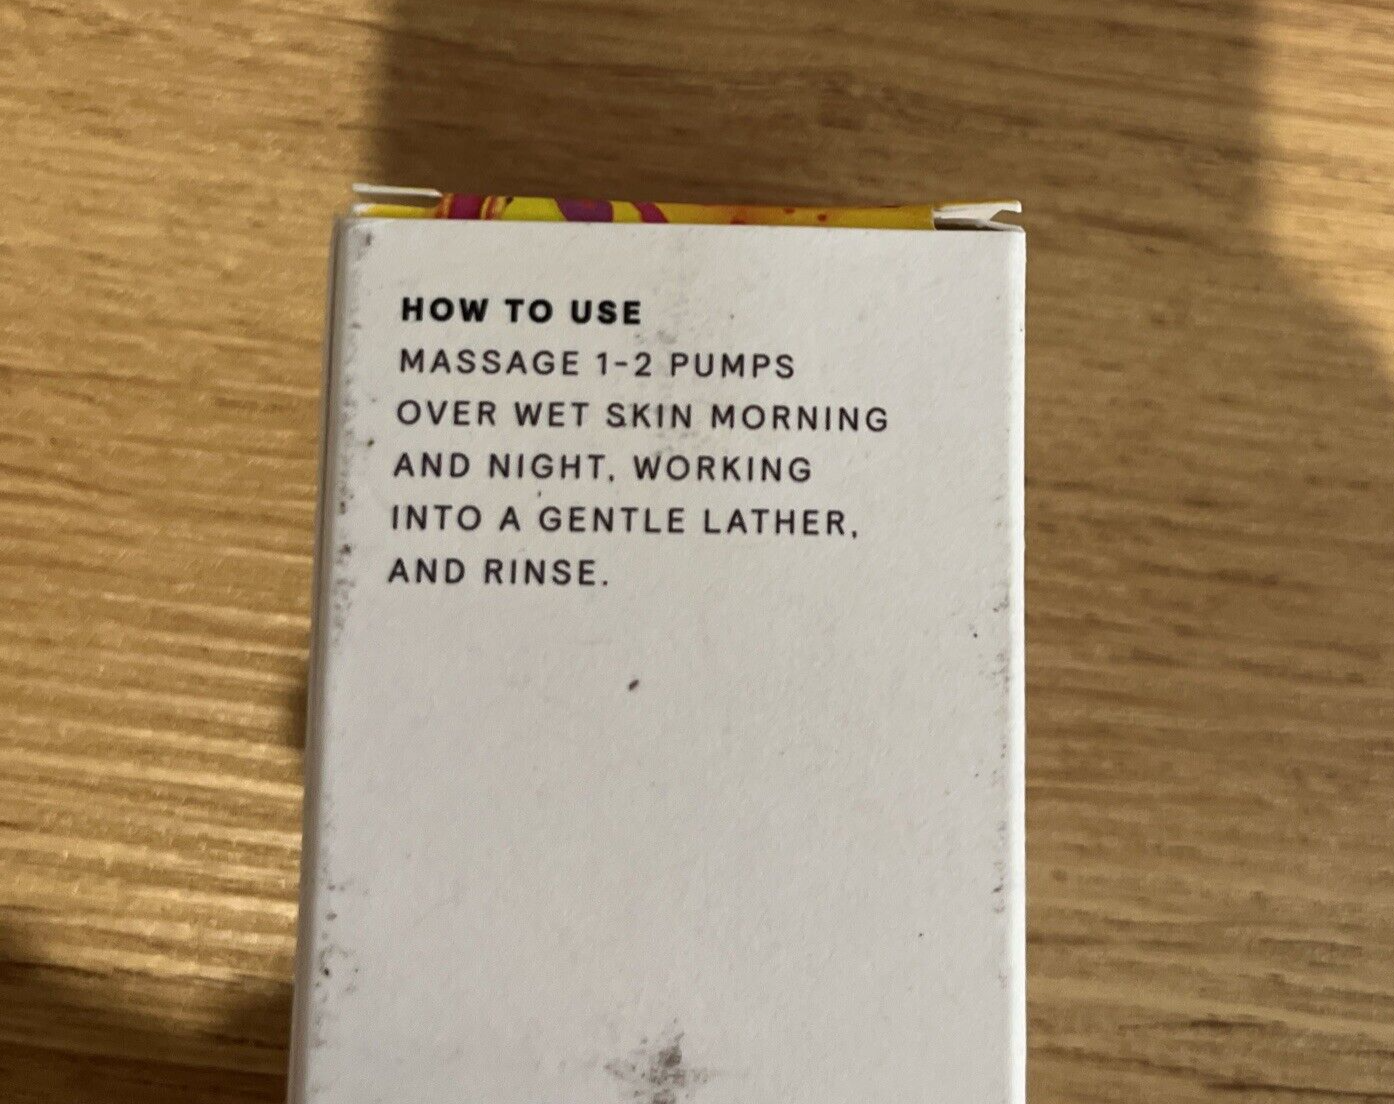 HOW TO USE
MASSAGE 1-2 PUMPS
OVER WET SKIN MORNING
AND NIGHT, WORKING
INTO A GENTLE LATHER,
AND RINSE.